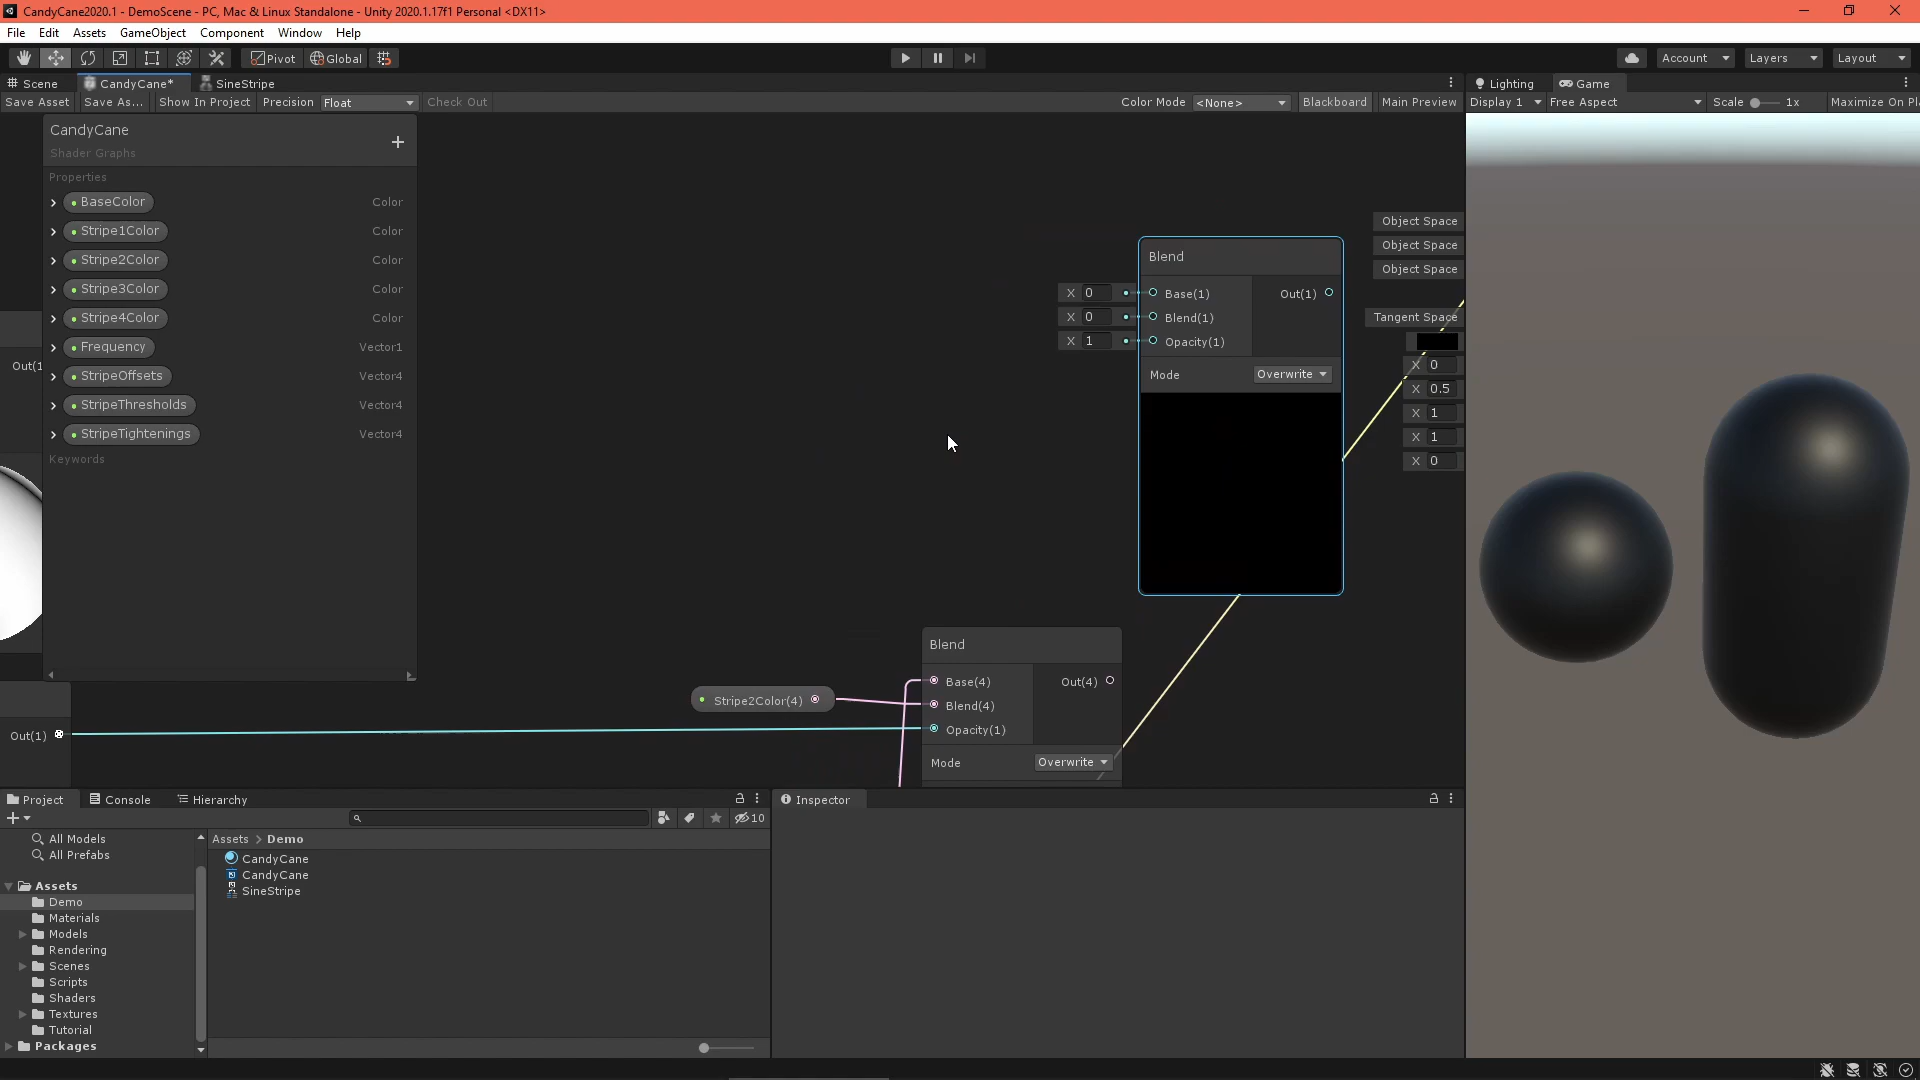 CandyCane2020.1 - DemoScene - PC, Mac & Linux Standalone - Unity 2020.1.17f1 Personal <DX11>
File Edit Assets GameObject Component Window Help
Pivot Global Account Layers Layout
Scene CandyCane* SineStripe Lighting Game
Save Asset Save As... Show In Project Precision Float Check Out Color Mode <None> Blackboard Main Preview Display 1 Free Aspect Scale 1x Maximize On Pl
CandyCane
Shader Graphs
Properties
BaseColor Color
Stripe1Color Color
Stripe2Color Color
Stripe3Color Color
Stripe4Color Color
Frequency Vector1
StripeOffsets Vector4
StripeThresholds Vector4
StripeTightenings Vector4
Keywords
Out(1)
Out(1)
Blend
X 0 Base(1) Out(1)
X 0 Blend(1)
X 1 Opacity(1)
Mode Overwrite
Object Space
Object Space
Object Space
Tangent Space
X 0
X 0.5
X 1
X 1
X 0
Stripe2Color(4)
Blend
Base(4) Out(4)
Blend(4)
Opacity(1)
Mode Overwrite
Project Console Hierarchy
10
All Models
All Prefabs
Assets
Demo
Materials
Models
Rendering
Scenes
Scripts
Shaders
Textures
Tutorial
Packages
Assets > Demo
CandyCane
CandyCane
SineStripe
Inspector